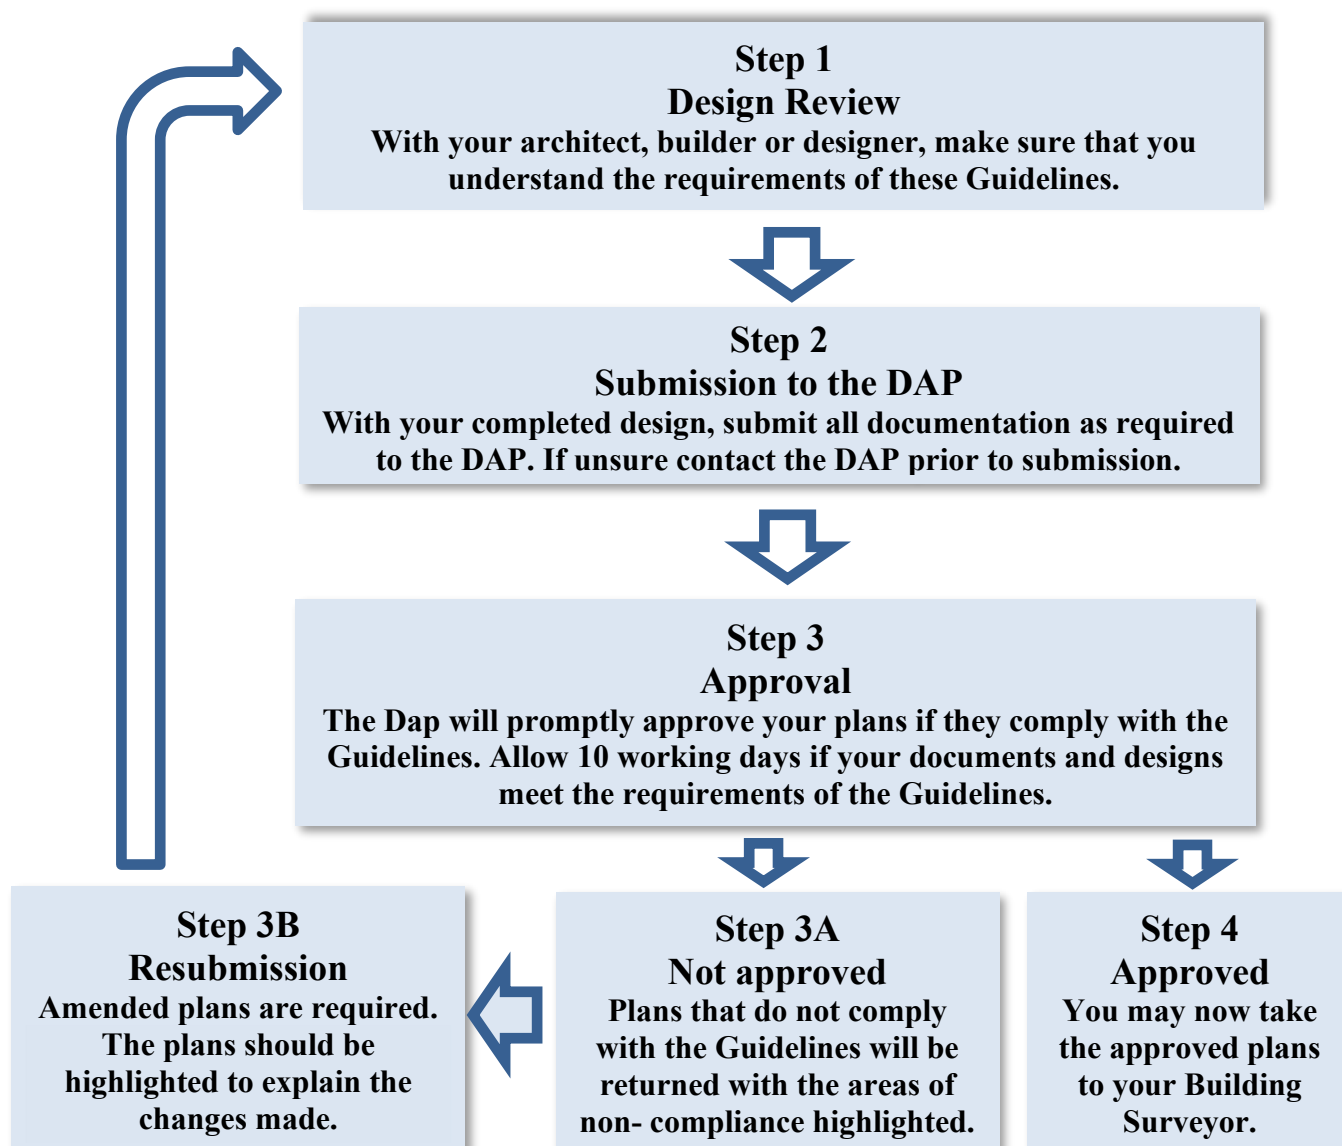 Step 1
Design Review
With your architect, builder or designer, make sure that you
understand the requirements of these Guidelines.
Step 2
Submission to the DAP
With your completed design, submit all documentation as required
to the DAP. If unsure contact the DAP prior to submission.
Step 3
Approval
The Dap will promptly approve your plans if they comply with the
Guidelines. Allow 10 working days if your documents and designs
meet the requirements of the Guidelines.
Step 3B
Resubmission
Amended plans are required.
The plans should be
highlighted to explain the
changes made.
Step 3A
Not approved
Plans that do not comply
with the Guidelines will be
returned with the areas of
non- compliance highlighted.
Step 4
Approved
You may now take
the approved plans
to your Building
Surveyor.